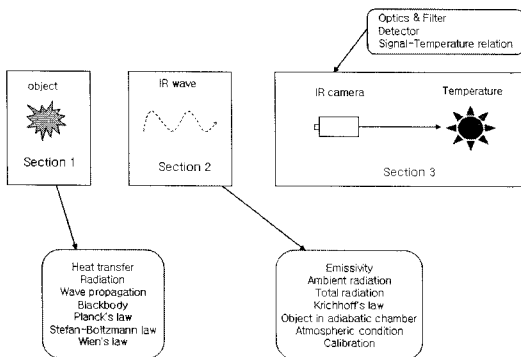 Optics & Filter
Detector
Signal-Temperature relation
object
Section 1
IR wave
Section 2
IR camera
Temperature
Section 3
Heat transfer
Radiation
Wave propagation
Blackbody
Planck's law
Stefan-Boltzmann law
Wien's law
Emissivity
Ambient radiation
Total radiation
Krichhoff's law
Object in adiabatic chamber
Atmospheric condition
Calibration